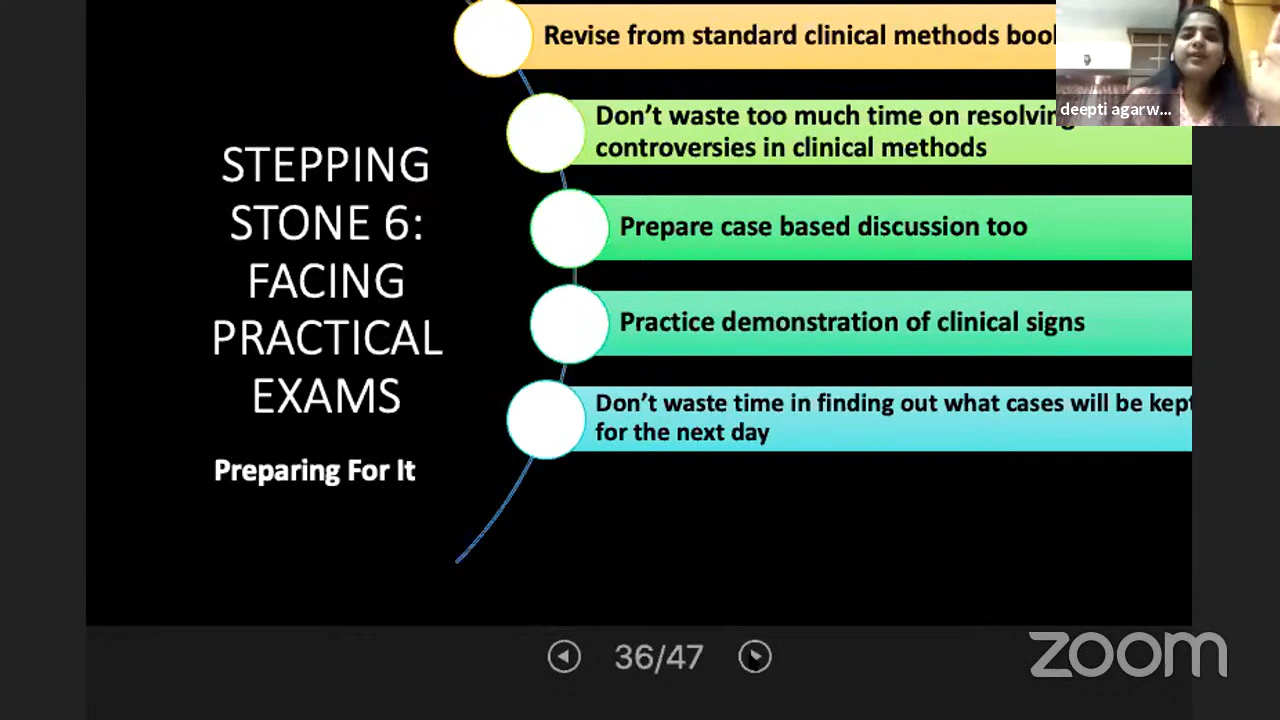 Revise from standard clinical methods
deepti agarw...
Don't waste too much time on resolving
controversies in clinical methods
STEPPING
STONE 6:
FACING
PRACTICAL
EXAMS
Prepare case based discussion too
Practice demonstration of clinical signs
Don't waste time in finding out what cases will be kept
for the next day
Preparing For It
36/47
zoom